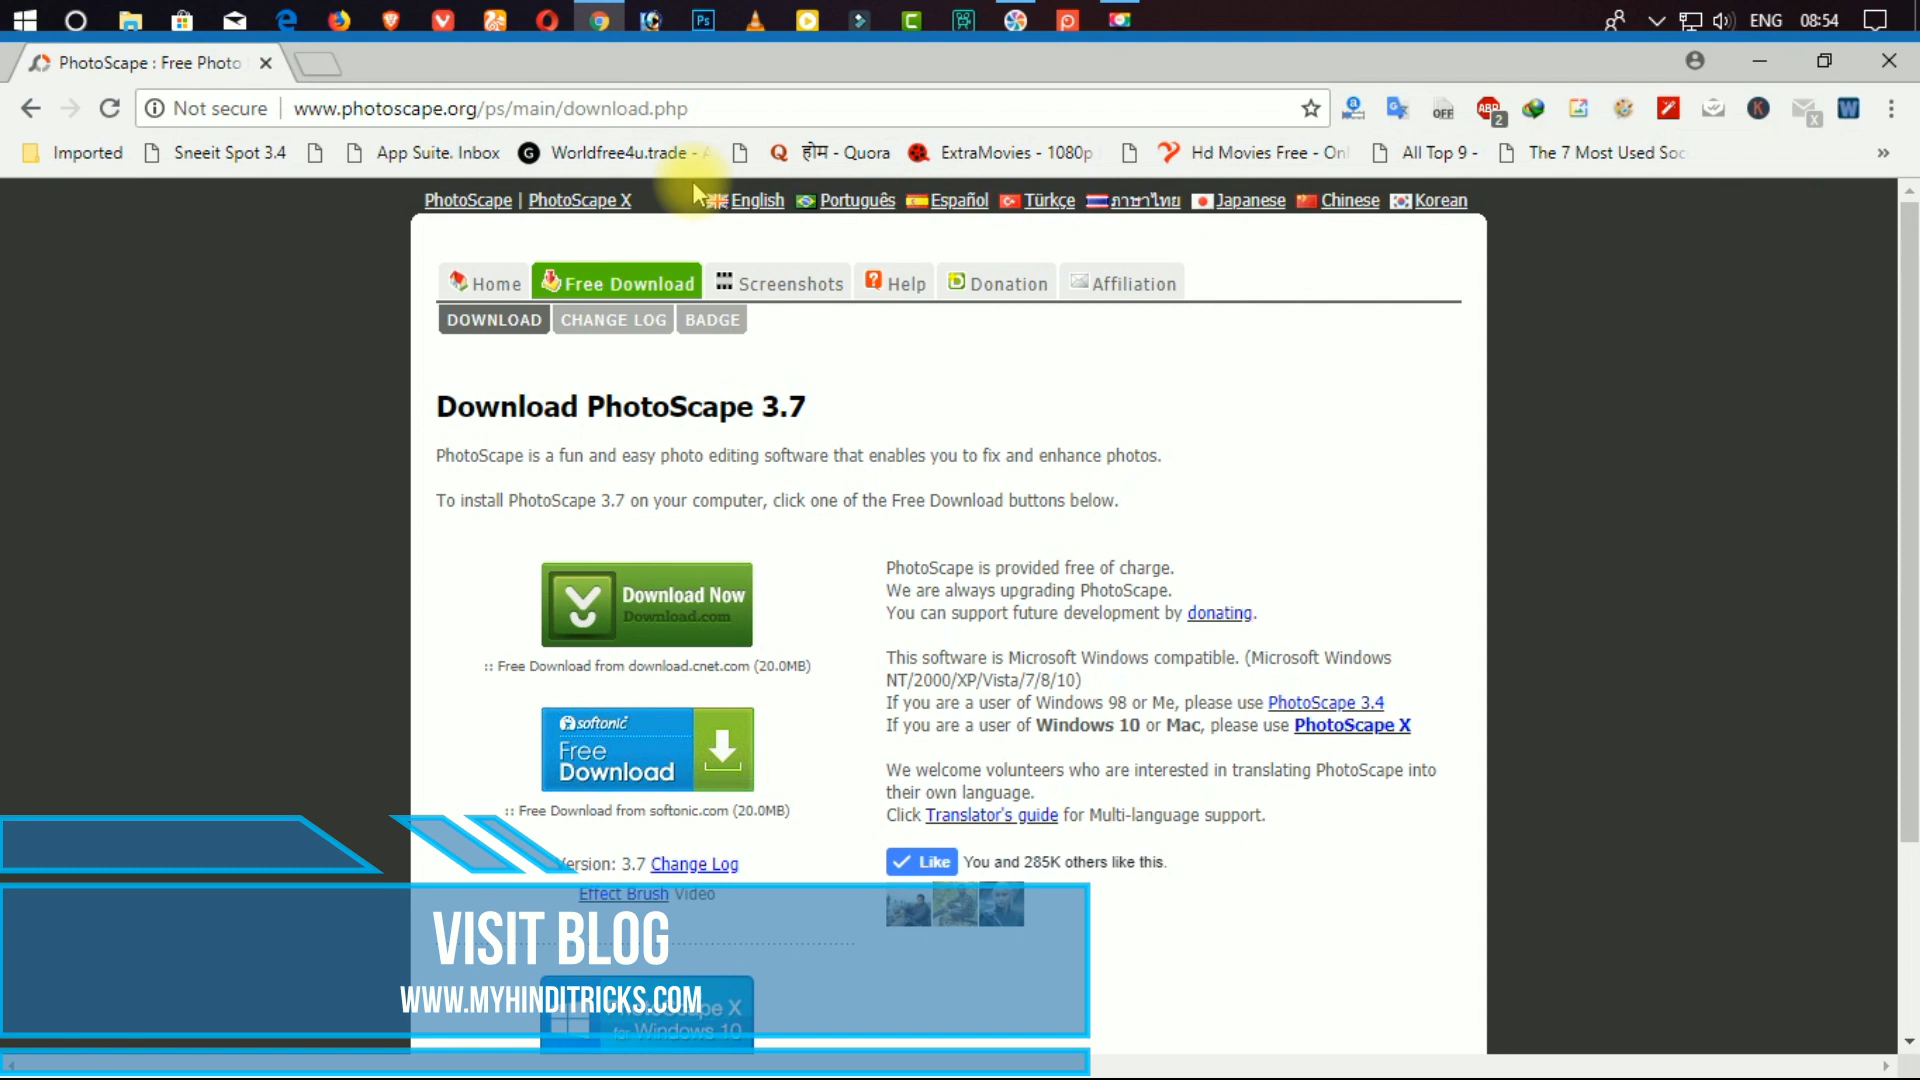 ENG 08:54
PhotoScape : Free Photo
Not secure www.photoscape.org/ps/main/download.php
OFF ABP 2 K X W
Imported Sneeit Spot 3.4 App Suite. Inbox G Worldfree4u.trade - Q होम - Quora ExtraMovies - 1080p Hd Movies Free - Onl All Top 9 - The 7 Most Used Soc »
PhotoScape | PhotoScape X English Português Español Türkçe ภาษาไทย Japanese Chinese Korean
Home Free Download Screenshots Help Donation Affiliation
DOWNLOAD CHANGE LOG BADGE
Download PhotoScape 3.7
PhotoScape is a fun and easy photo editing software that enables you to fix and enhance photos.
To install PhotoScape 3.7 on your computer, click one of the Free Download buttons below.
Download Now
Download.com
:: Free Download from download.cnet.com (20.0MB)
softonic
Free
Download
:: Free Download from softonic.com (20.0MB)
Version: 3.7 Change Log
Effect Brush Video
PhotoScape is provided free of charge.
We are always upgrading PhotoScape.
You can support future development by donating.
This software is Microsoft Windows compatible. (Microsoft Windows
NT/2000/XP/Vista/7/8/10)
If you are a user of Windows 98 or Me, please use PhotoScape 3.4
If you are a user of Windows 10 or Mac, please use PhotoScape X
We welcome volunteers who are interested in translating PhotoScape into
their own language.
Click Translator's guide for Multi-language support.
Like You and 285K others like this.
VISIT BLOG
WWW.MYHINDITRICKS.COM
PhotoScape X
for Windows 10